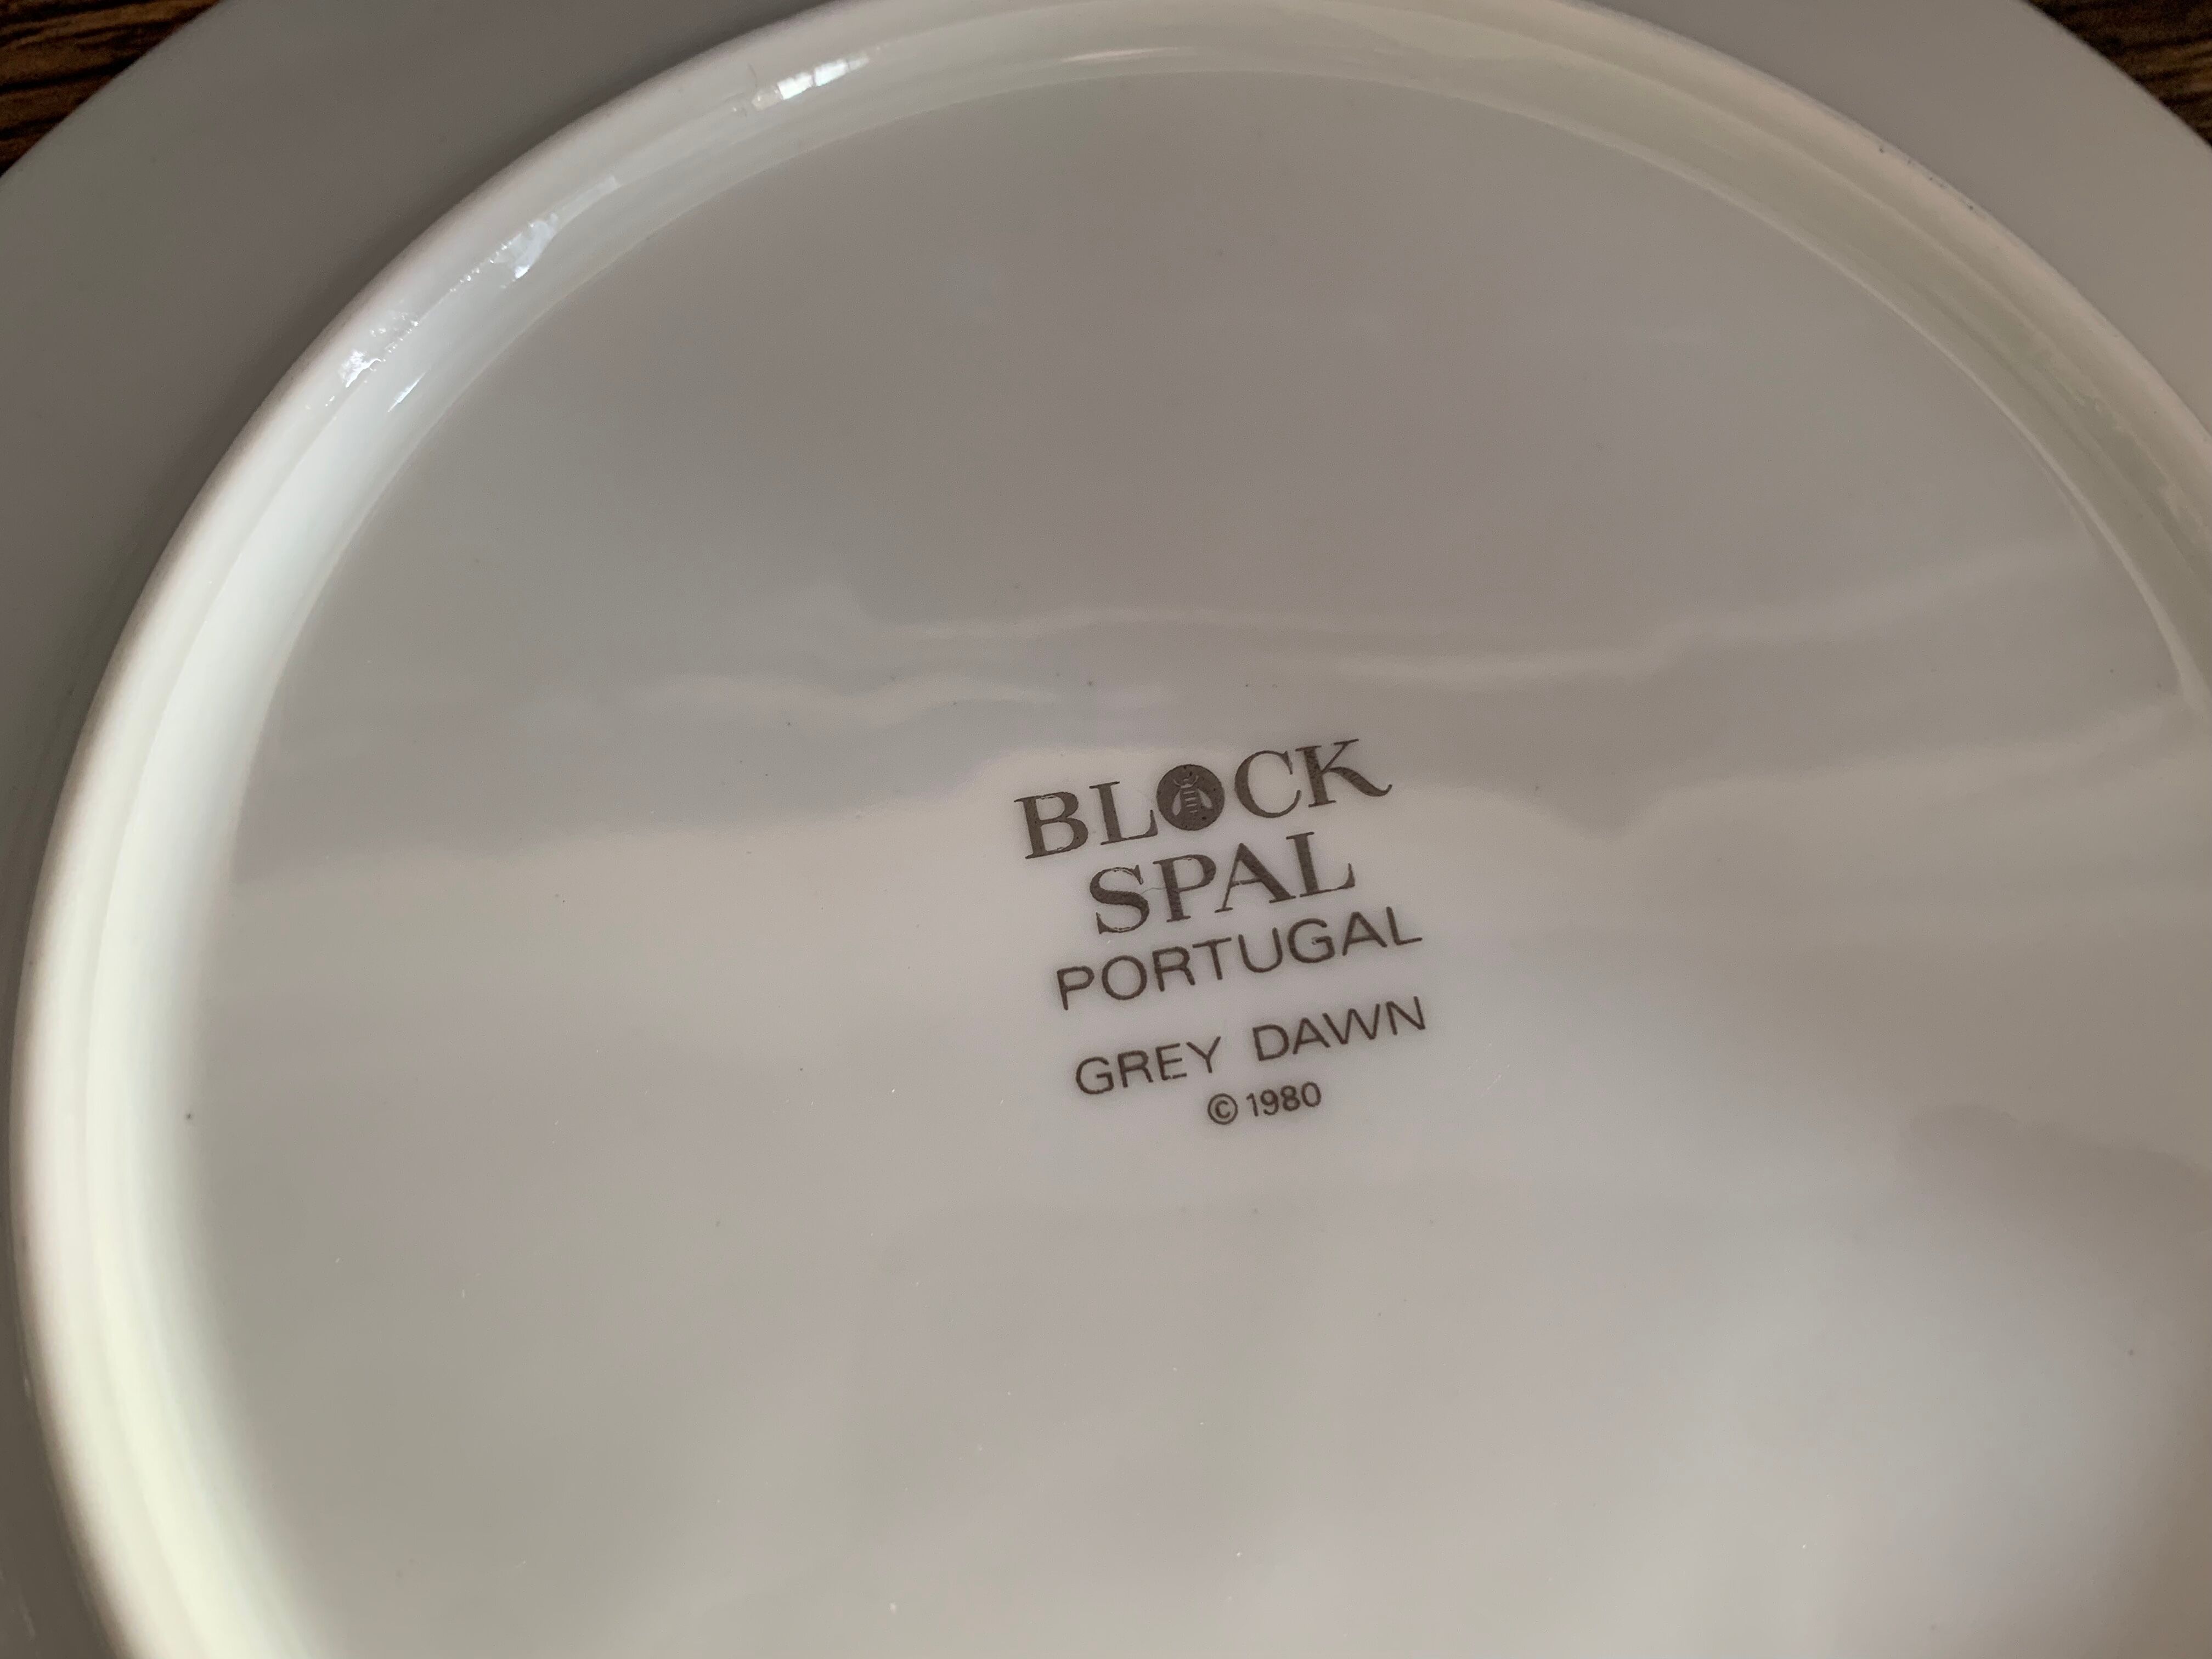 BLOCK
SPAL
PORTUGAL
GREY DAWN
© 1980